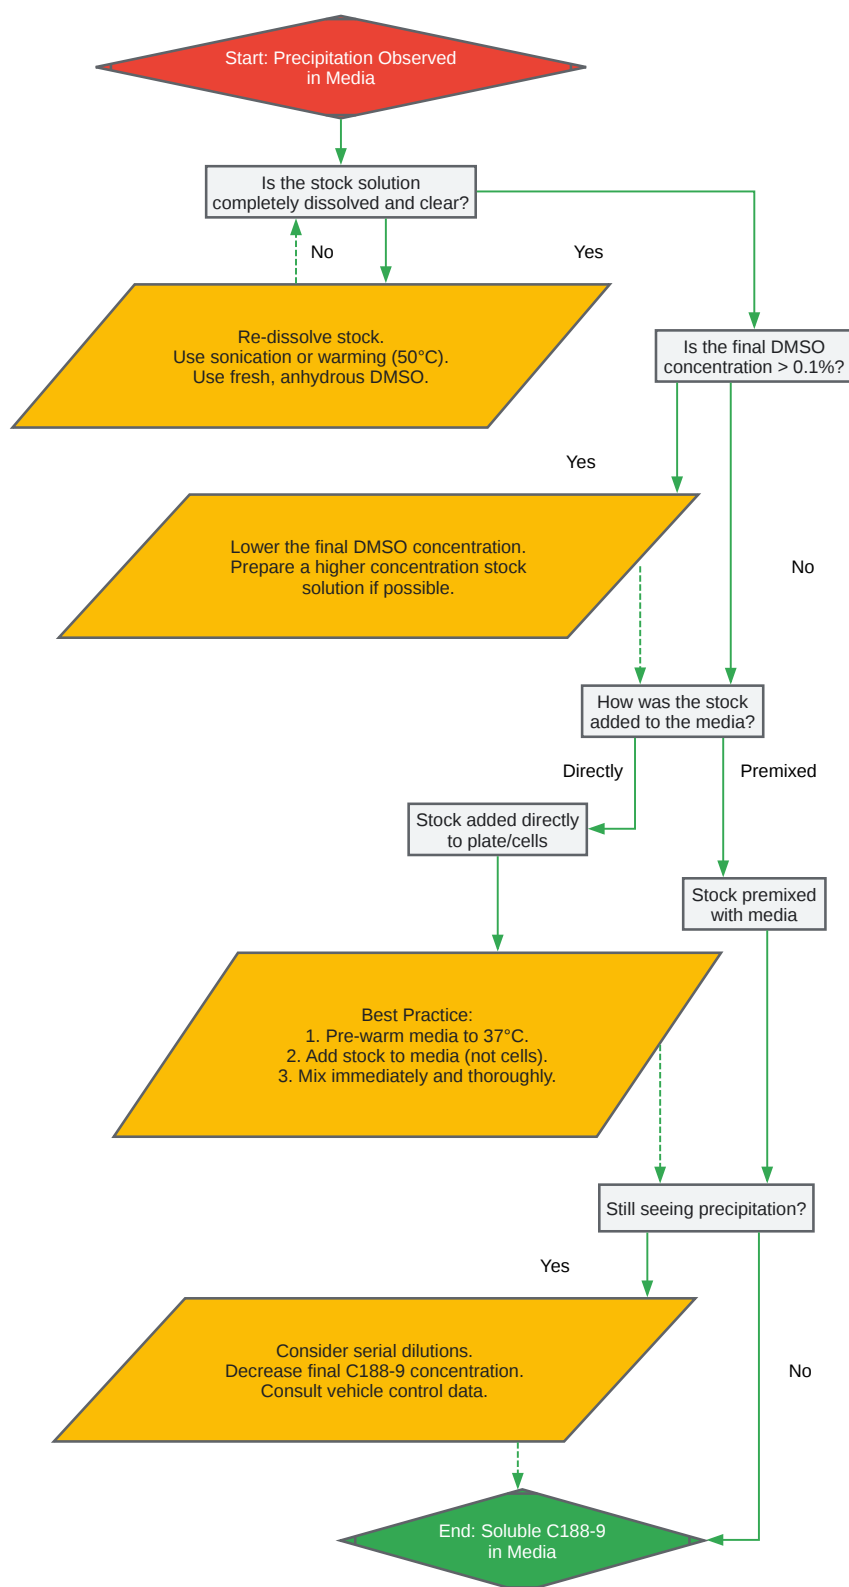 Start: Precipitation Observed
in Media
Is the stock solution
completely dissolved and clear?
No
Yes
Re-dissolve stock.
Use sonication or warming (50°C).
Use fresh, anhydrous DMSO.
Is the final DMSO
concentration > 0.1%?
Yes
Lower the final DMSO concentration.
Prepare a higher concentration stock
solution if possible.
No
How was the stock
added to the media?
Directly
Premixed
Stock added directly
to plate/cells
Stock premixed
with media
Best Practice:
1. Pre-warm media to 37°C.
2. Add stock to media (not cells).
3. Mix immediately and thoroughly.
Still seeing precipitation?
Yes
Consider serial dilutions.
Decrease final C188-9 concentration.
Consult vehicle control data.
No
End: Soluble C188-9
in Media